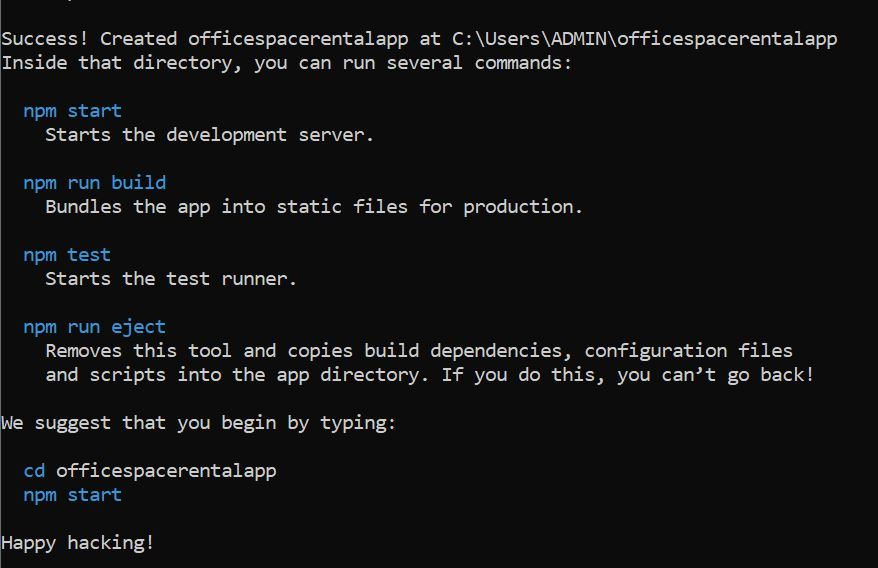 Success! Created officespacerentalapp at C:\Users\ADMIN\officespacerentalapp
Inside that directory, you can run several commands:
npm start
Starts the development server.
npm run build
Bundles the app into static files for production.
npm test
Starts the test runner.
npm run eject
Removes this tool and copies build dependencies, configuration files
and scripts into the app directory. If you do this, you can’t go back!
We suggest that you begin by typing:
cd officespacerentalapp
npm start
Happy hacking!